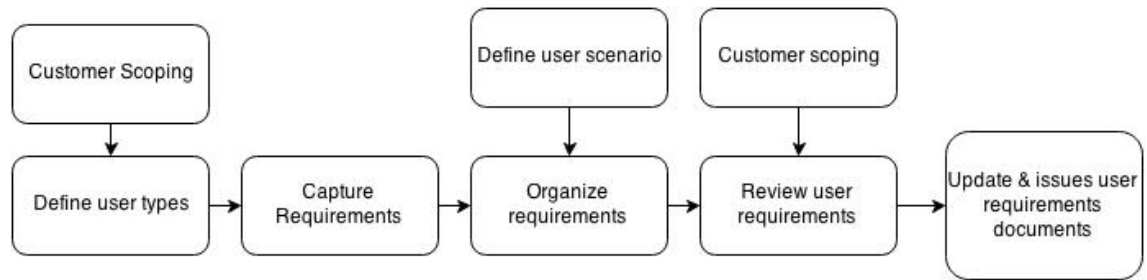 Customer Scoping
Define user scenario
Customer scoping
Define user types
Capture
Requirements
Organize
requirements
Review user
requirements
Update & issues user
requirements
documents